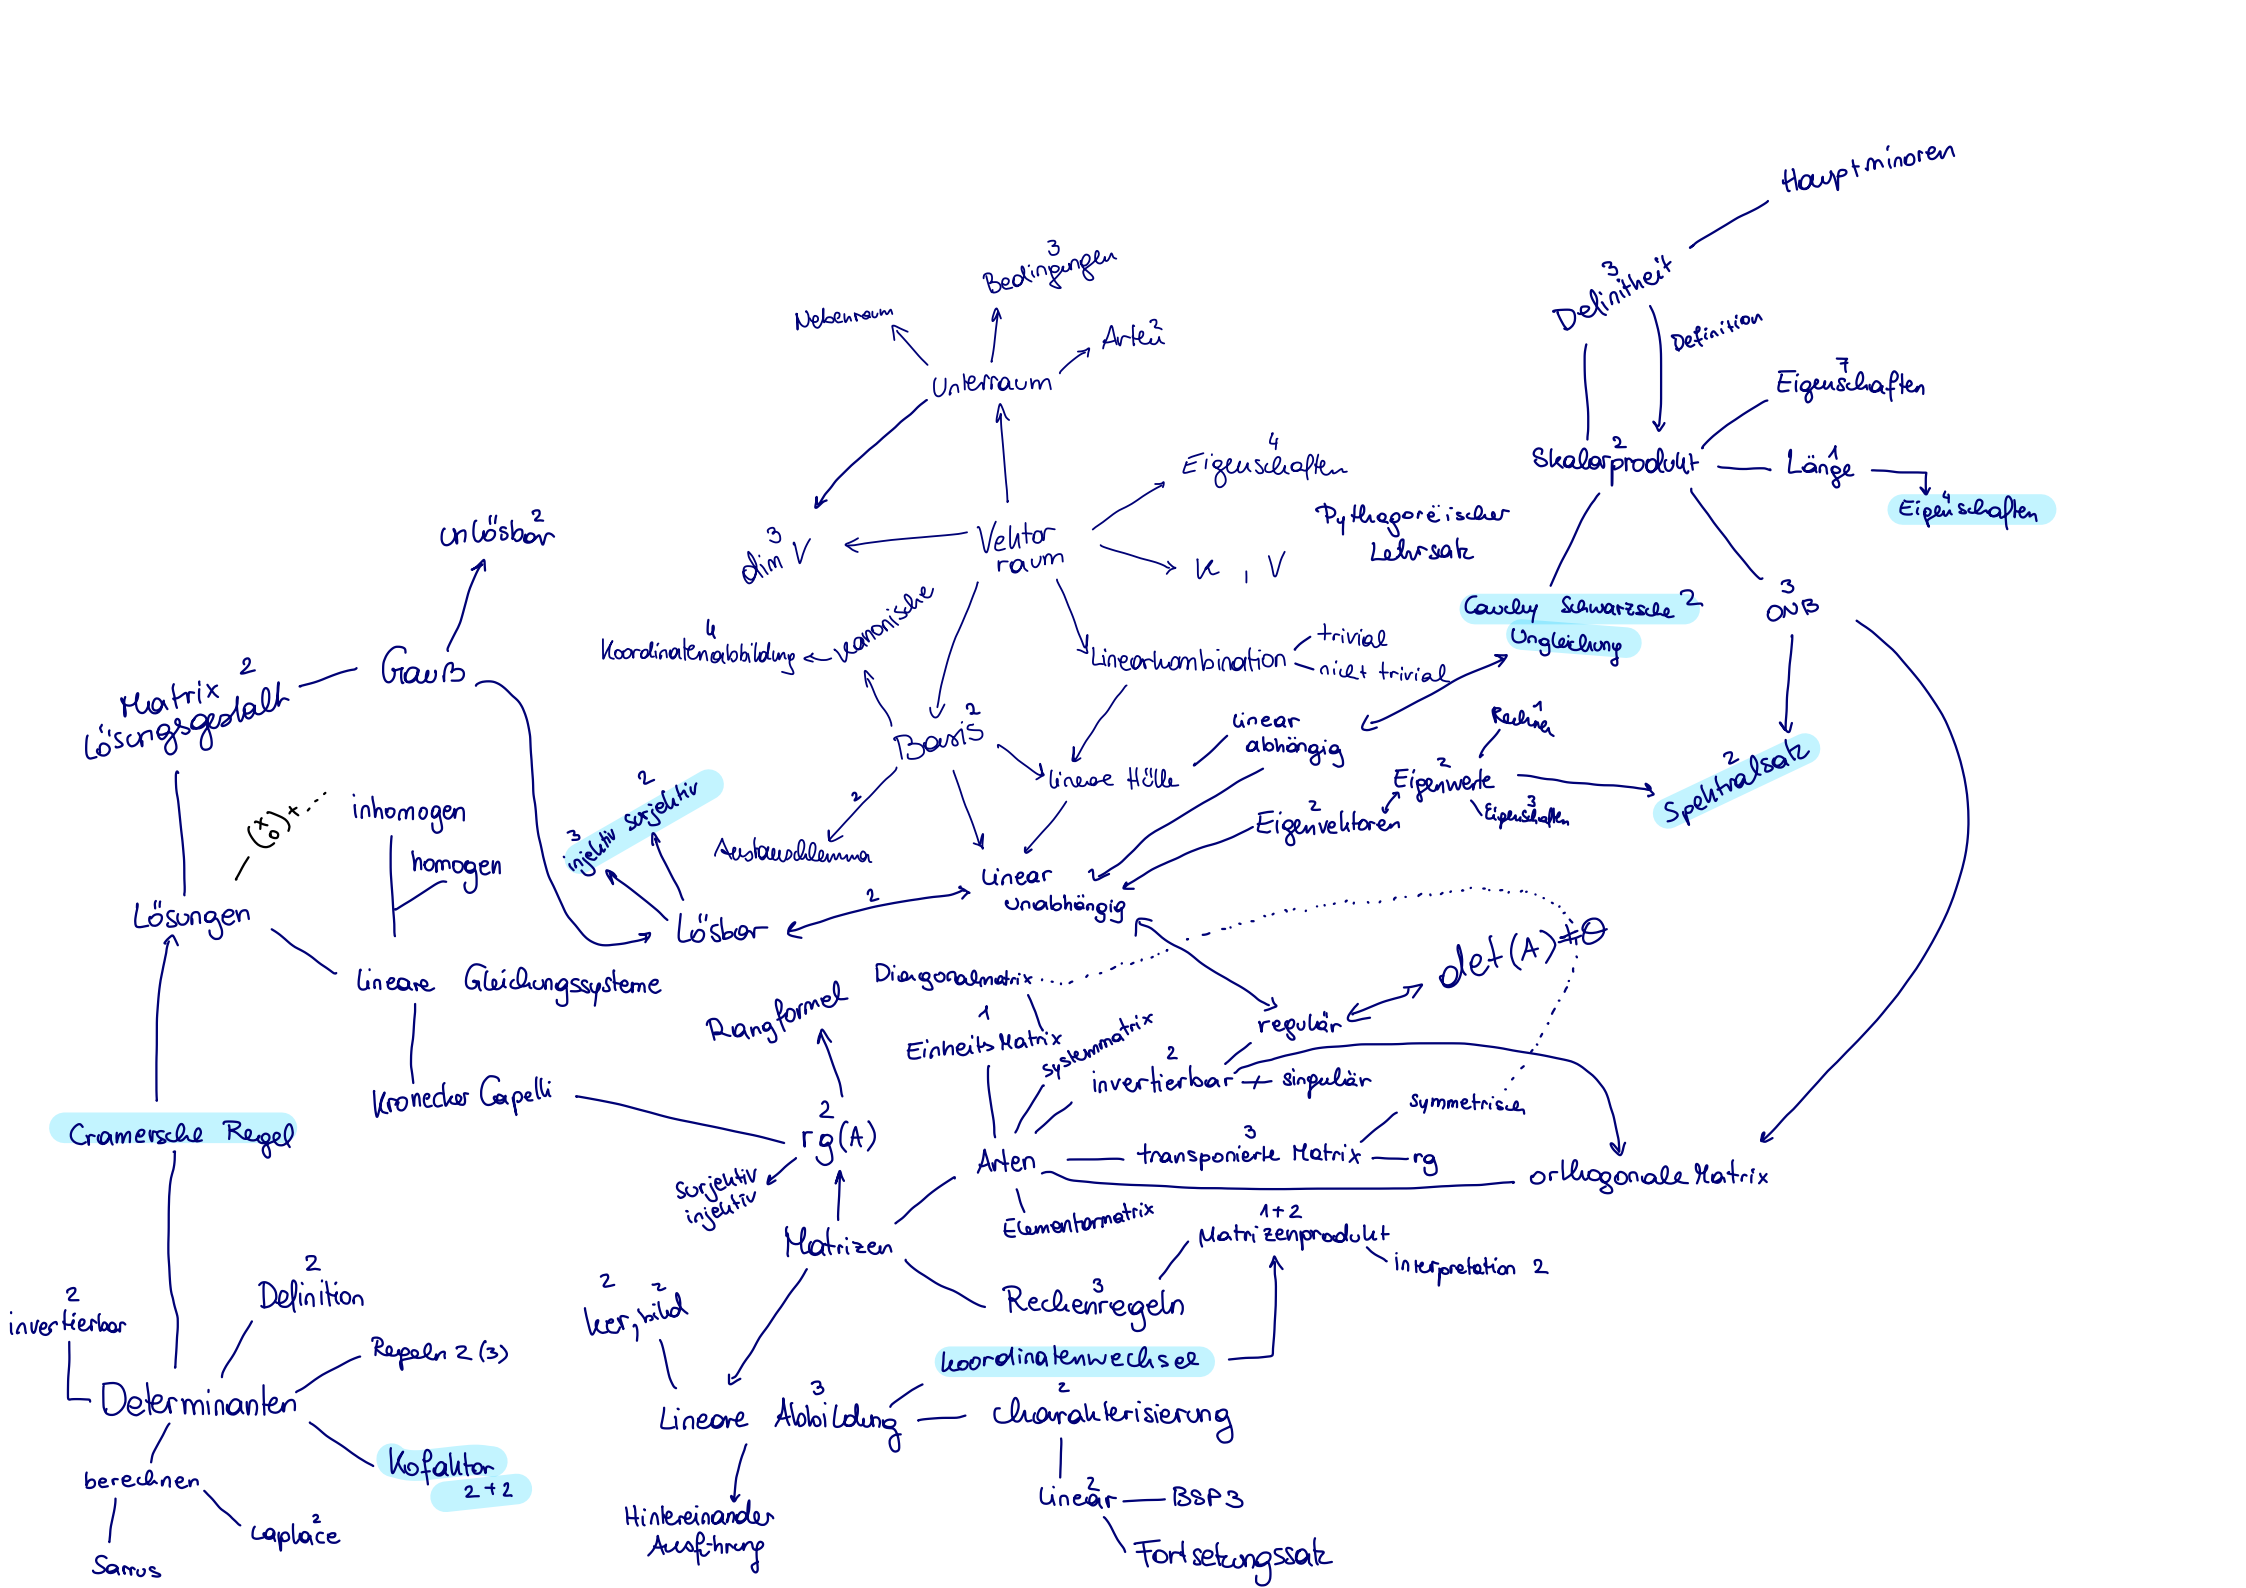 Hauptminoren
3
Definitheit
Definition
3
Bedingungen
Nebenraum
2
Arten
Unterraum
7
Eigenschaften
2
Skalarprodukt
1
Länge
4
Eigenschaften
4
Eigenschaften
Pythagoreischer
Lehrsatz
Vektor
raum
K , V
3
dim V
2
unlösbar
Cauchy Schwarzsche 2
Ungleichung
3
ONB
kanonische
4
Koordinatenabbildung
Linearkombination
trivial
nicht trivial
Gauß
Matrix 2
Lösungsgestalt
2
Basis
linear
abhängig
1
Rechnen
lineare Hülle
2
Eigenwerte
3
Eigenschaften
2
Spektralsatz
2
Eigenvektoren
2
3
injektiv surjektiv
2
Austauschlemma
(x 0)+...
inhomogen
homogen
Lösungen
Lösbar
2
linear
unabhängig
2
det(A)≠0
Lineare Gleichungssysteme
Diagonalmatrix
Rangformel
1
EinheitsMatrix
Systemmatrix
regulär
2
invertierbar
singulär
Kronecker Capelli
2
rg(A)
symmetrisch
Cramersche Regel
Arten
3
transponierte Matrix
rg
orthogonale Matrix
surjektiv
injektiv
Elementarmatrix
1+2
Matrizenprodukt
interpretation 2
Matrizen
3
Rechenregeln
2
Definition
2
invertierbar
2 2
ker, bild
Regeln 2 (3)
Koordinatenwechsel
Determinanten
3
Lineare Abbildung
2
Charakterisierung
Kofaktor
2+2
berechnen
2
linear
BSP 3
2
Laplace
Sarrus
Hintereinander
Ausführung
Fortsetzungssatz